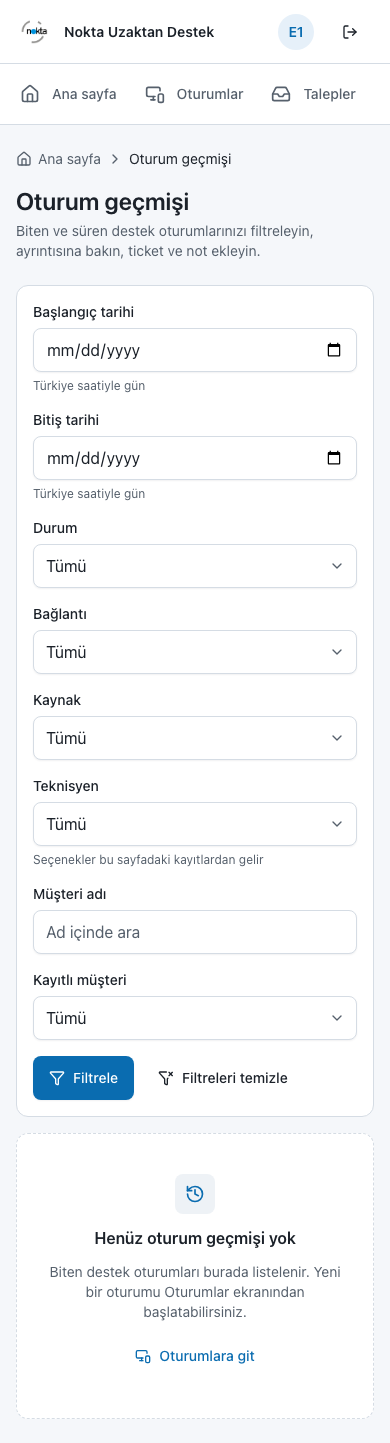 nokta
Nokta Uzaktan Destek
E1
Ana sayfa
Oturumlar
Talepler
Ana sayfa
Oturum geçmişi
Oturum geçmişi
Biten ve süren destek oturumlarınızı filtreleyin,
ayrıntısına bakın, ticket ve not ekleyin.
Başlangıç tarihi
mm/dd/yyyy
Türkiye saatiyle gün
Bitiş tarihi
mm/dd/yyyy
Türkiye saatiyle gün
Durum
Tümü
Bağlantı
Tümü
Kaynak
Tümü
Teknisyen
Tümü
Seçenekler bu sayfadaki kayıtlardan gelir
Müşteri adı
Ad içinde ara
Kayıtlı müşteri
Tümü
Filtrele
Filtreleri temizle
Henüz oturum geçmişi yok
Biten destek oturumları burada listelenir. Yeni
bir oturumu Oturumlar ekranından
başlatabilirsiniz.
Oturumlara git